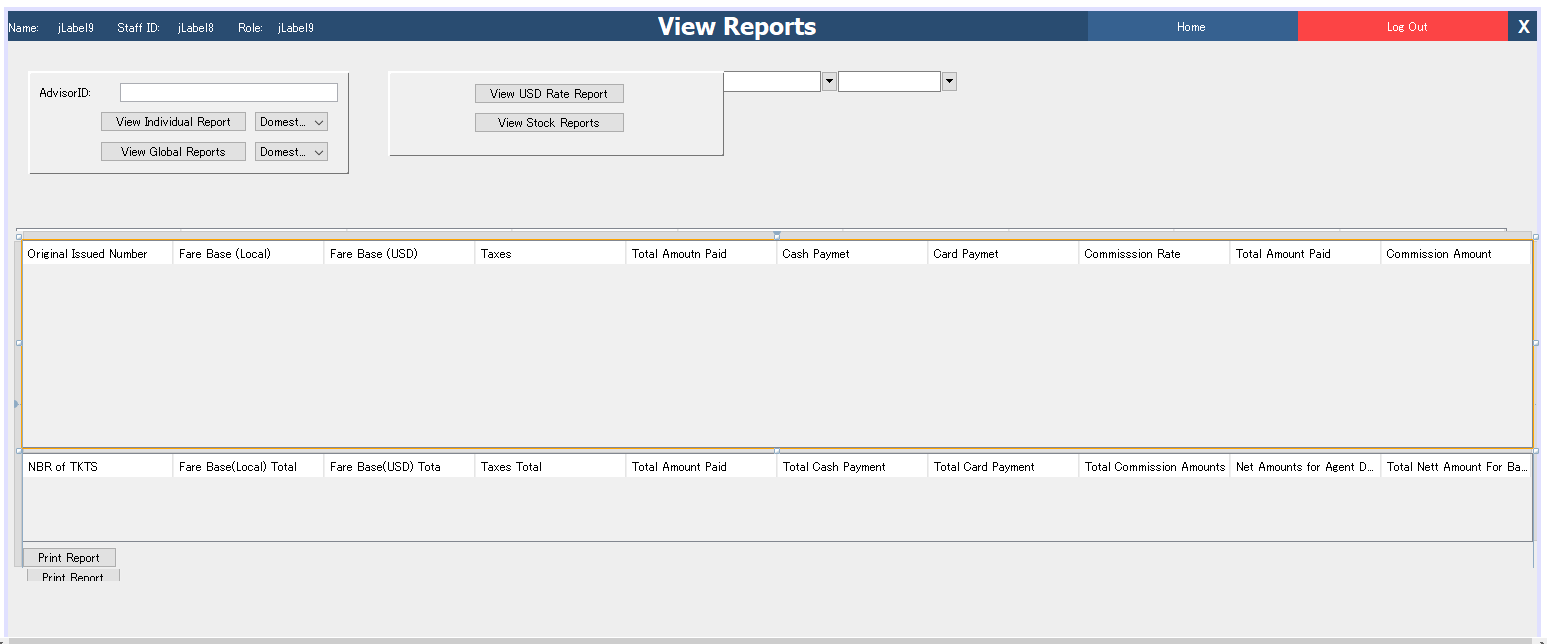 Name: jLabel9 Staff ID: jLabel8 Role: jLabel9 View Reports Home Log Out X
AdvisorID:
View Individual Report Domest...
View Global Reports Domest...
View USD Rate Report
View Stock Reports
Original Issued Number Fare Base (Local) Fare Base (USD) Taxes Total Amoutn Paid Cash Paymet Card Paymet Commisssion Rate Total Amount Paid Commission Amount
NBR of TKTS Fare Base(Local) Total Fare Base(USD) Tota Taxes Total Total Amount Paid Total Cash Payment Total Card Payment Total Commission Amounts Net Amounts for Agent D... Total Nett Amount For Ba...
Print Report
Print Report